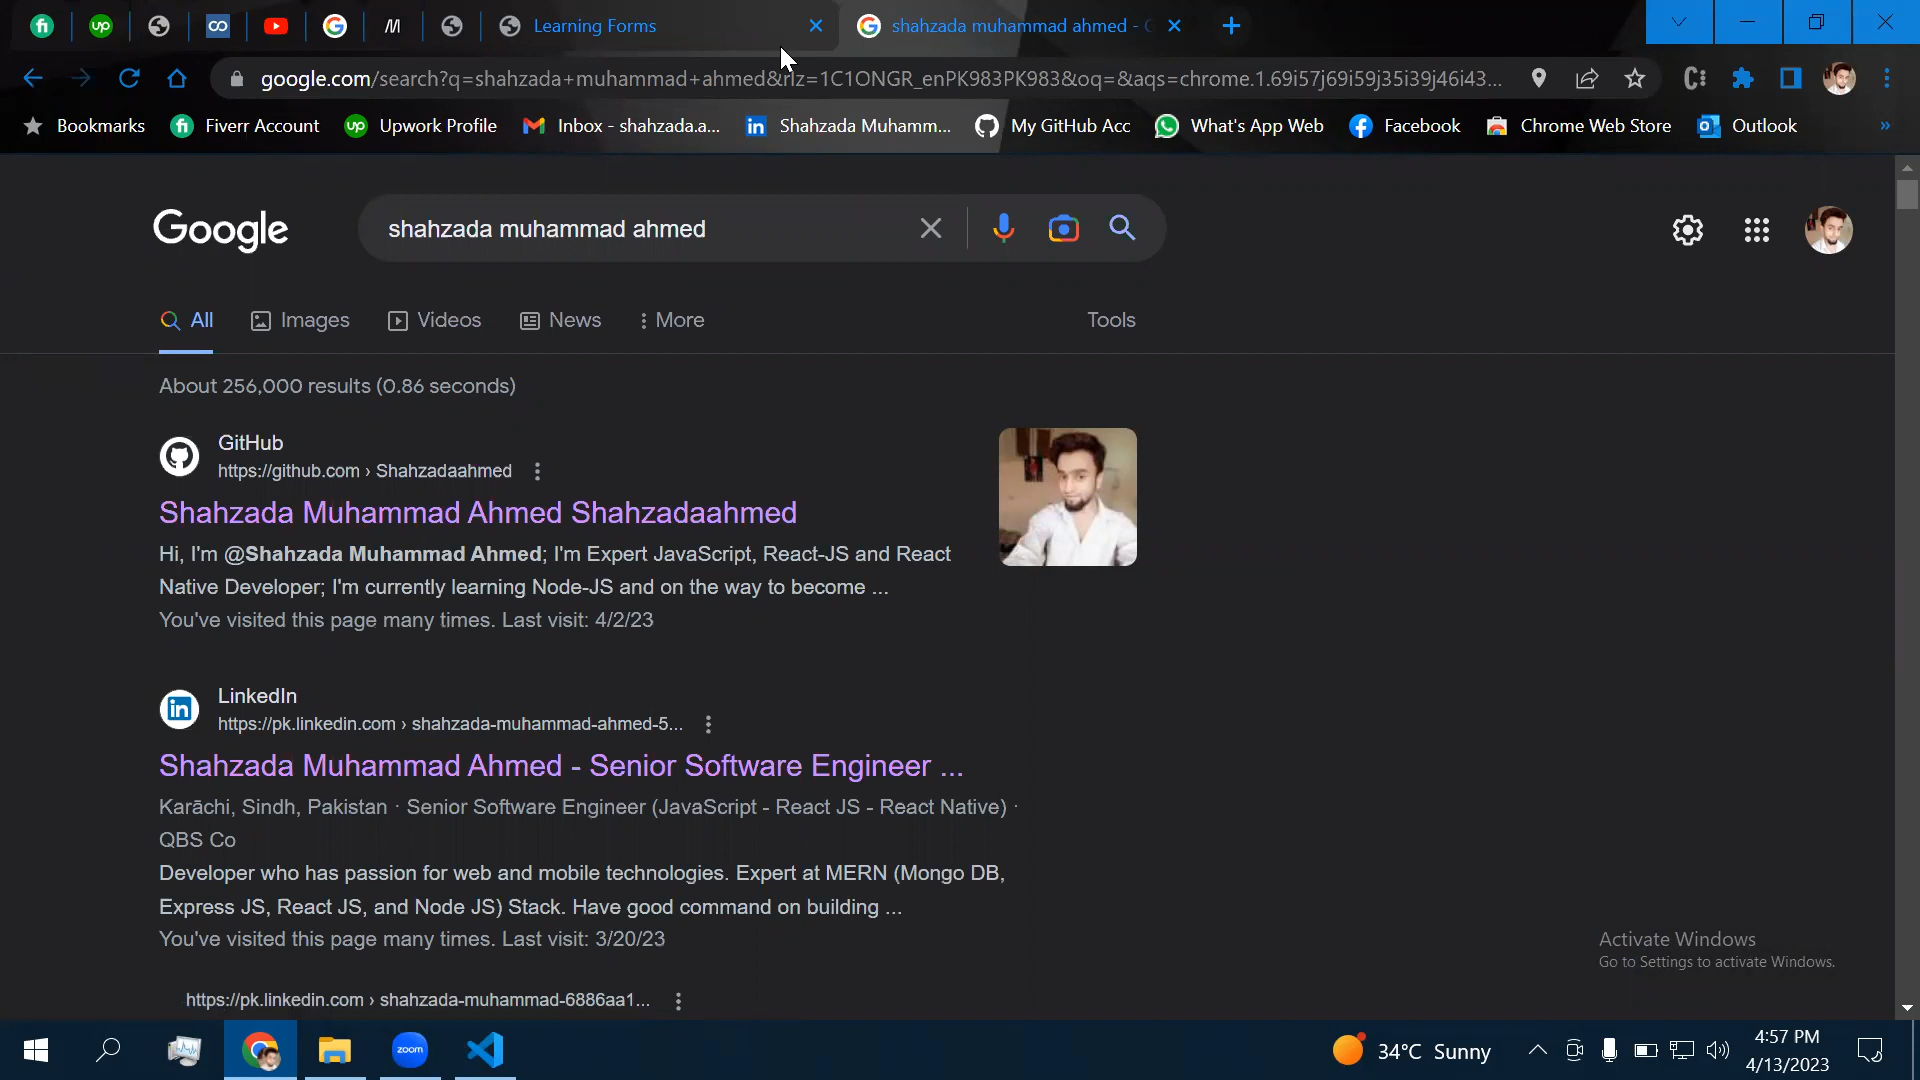 Learning Forms
shahzada muhammad ahmed -
google.com/search?q=shahzada+muhammad+ahmed&rlz=1C1ONGR_enPK983PK983&oq=&aqs=chrome.1.69i57j69i59j35i39j46i43...
Bookmarks
Fiverr Account
Upwork Profile
Inbox - shahzada.a...
Shahzada Muhamm...
My GitHub Acc
What's App Web
Facebook
Chrome Web Store
Outlook
Google
shahzada muhammad ahmed
All
Images
Videos
News
More
Tools
About 256,000 results (0.86 seconds)
GitHub
https://github.com › Shahzadaahmed
Shahzada Muhammad Ahmed Shahzadaahmed
Hi, I'm @Shahzada Muhammad Ahmed; I'm Expert JavaScript, React-JS and React
Native Developer; I'm currently learning Node-JS and on the way to become ...
You've visited this page many times. Last visit: 4/2/23
LinkedIn
https://pk.linkedin.com › shahzada-muhammad-ahmed-5...
Shahzada Muhammad Ahmed - Senior Software Engineer ...
Karāchi, Sindh, Pakistan · Senior Software Engineer (JavaScript - React JS - React Native) ·
QBS Co
Developer who has passion for web and mobile technologies. Expert at MERN (Mongo DB,
Express JS, React JS, and Node JS) Stack. Have good command on building ...
You've visited this page many times. Last visit: 3/20/23
https://pk.linkedin.com › shahzada-muhammad-6886aa1...
Activate Windows
Go to Settings to activate Windows.
zoom
34°C Sunny
4:57 PM
4/13/2023